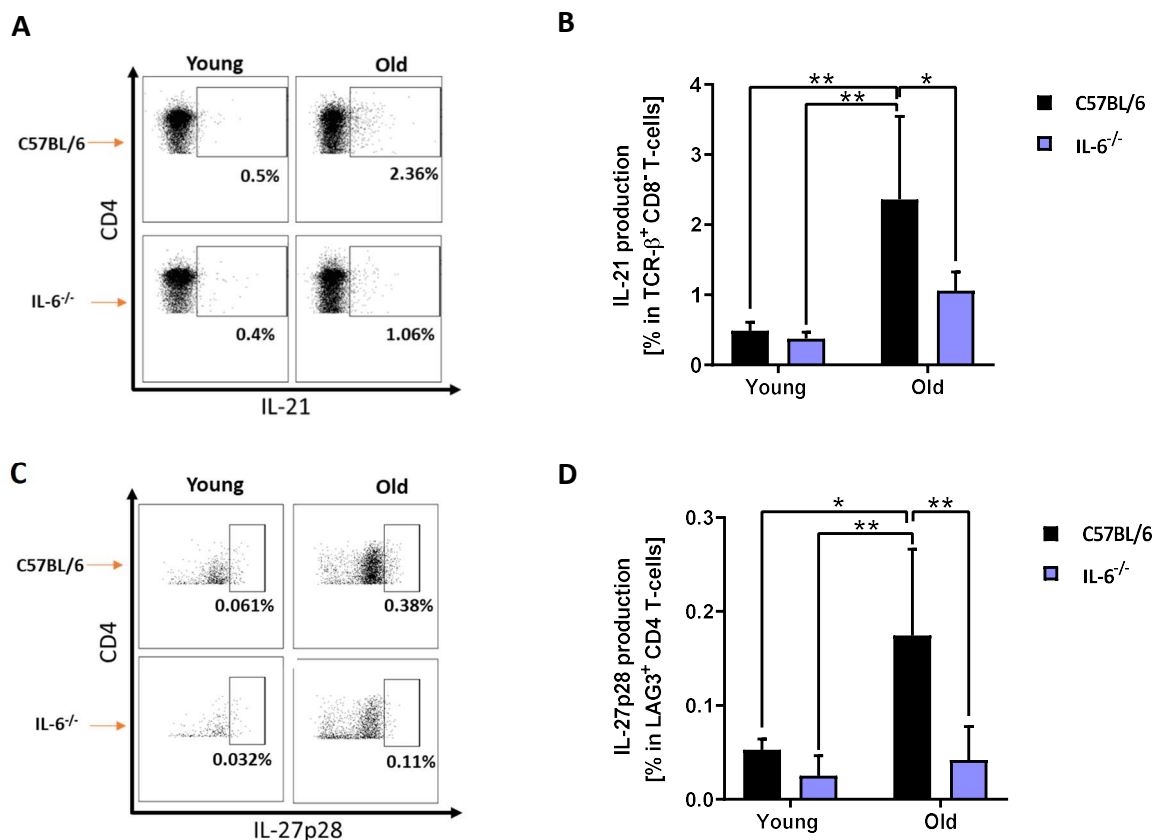 A
Young Old
C57BL/6
0.5% 2.36%
CD4
IL-6-/-
0.4% 1.06%
IL-21
B
4
3
2
1
0
IL-21 production
[% in TCR-β+ CD8- T-cells]
** *
**
Young Old
C57BL/6
IL-6-/-
C
Young Old
C57BL/6
0.061% 0.38%
CD4
IL-6-/-
0.032% 0.11%
IL-27p28
D
0.3
0.2
0.1
0.0
IL-27p28 production
[% in LAG3+ CD4 T-cells]
* **
**
Young Old
C57BL/6
IL-6-/-